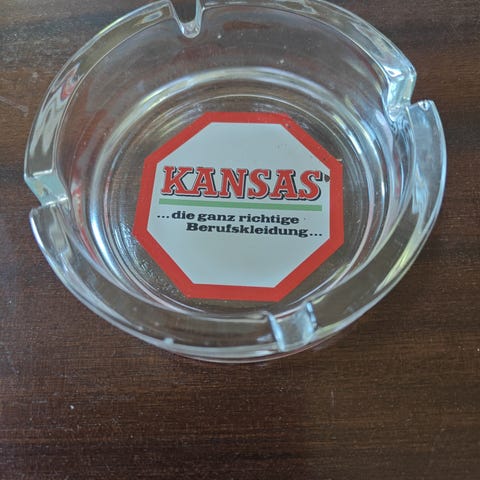 KANSAS
...die ganz richtige
Berufskleidung...